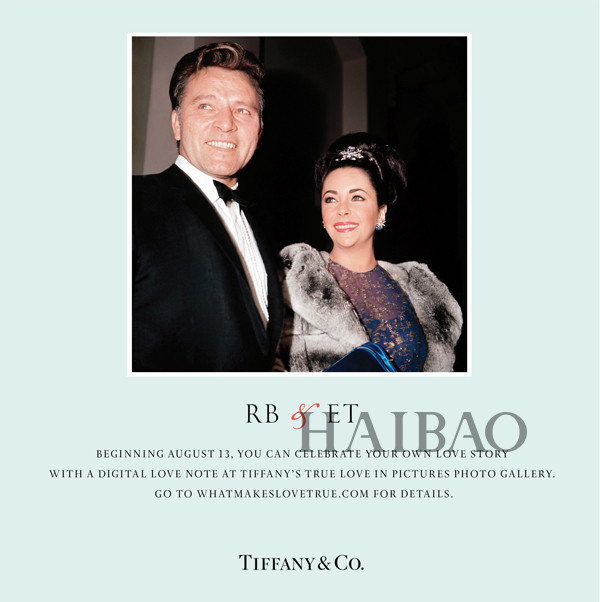 RB & ET
HAIBAO
BEGINNING AUGUST 13, YOU CAN CELEBRATE YOUR OWN LOVE STORY
WITH A DIGITAL LOVE NOTE AT TIFFANY'S TRUE LOVE IN PICTURES PHOTO GALLERY.
GO TO WHATMAKESLOVETRUE.COM FOR DETAILS.
TIFFANY & CO.